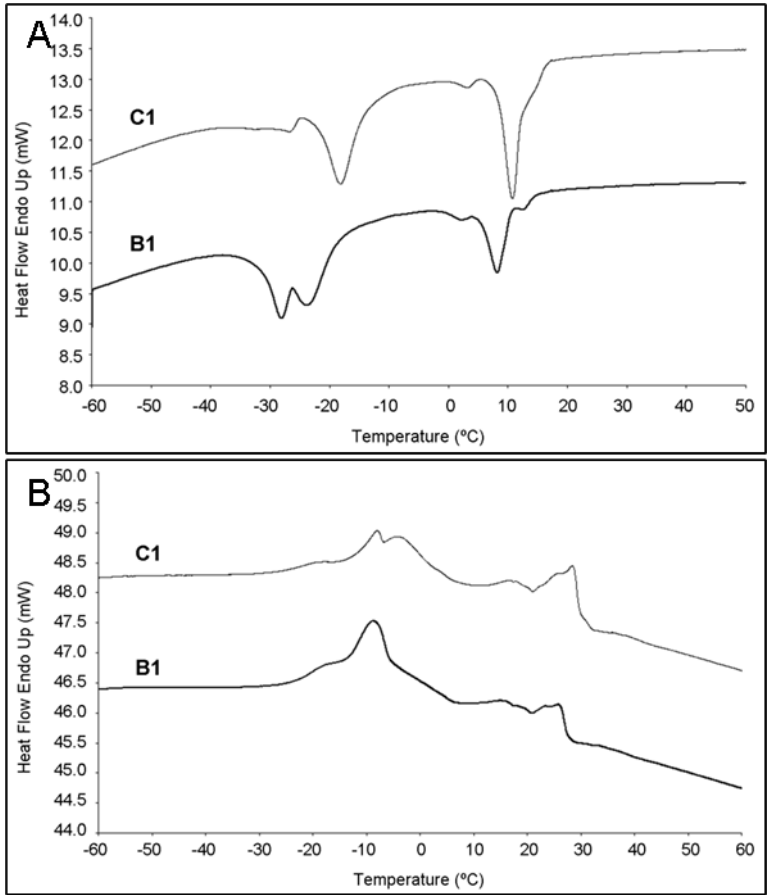 A
14.0
13.5
13.0
12.5
12.0
11.5
11.0
10.5
10.0
9.5
9.0
8.5
8.0
Heat Flow Endo Up (mW)
C1
B1
-60 -50 -40 -30 -20 -10 0 10 20 30 40 50
Temperature (ºC)
B
50.0
49.5
49.0
48.5
48.0
47.5
47.0
46.5
46.0
45.5
45.0
44.5
44.0
Heat Flow Endo Up (mW)
C1
B1
-60 -50 -40 -30 -20 -10 0 10 20 30 40 50 60
Temperature (ºC)